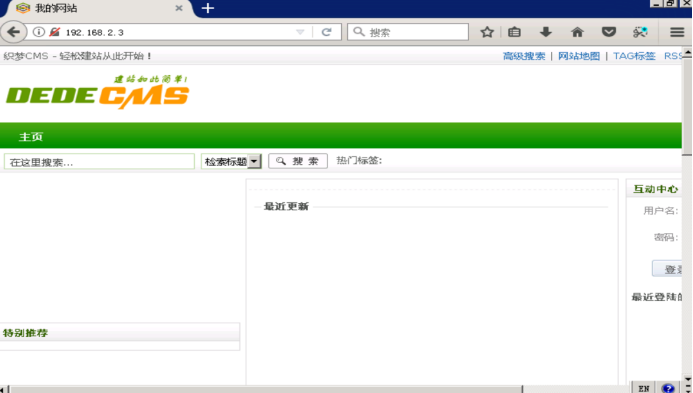 我的网站
192.168.2.3
搜索
织梦CMS - 轻松建站从此开始！
高级搜索 | 网站地图 | TAG标签 RSS
建站如此简单!
DEDECMS
主页
在这里搜索... 检索标题 搜索 热门标签:
最近更新
互动中心
用户名:
密码:
登
最近登陆的
特别推荐
EN